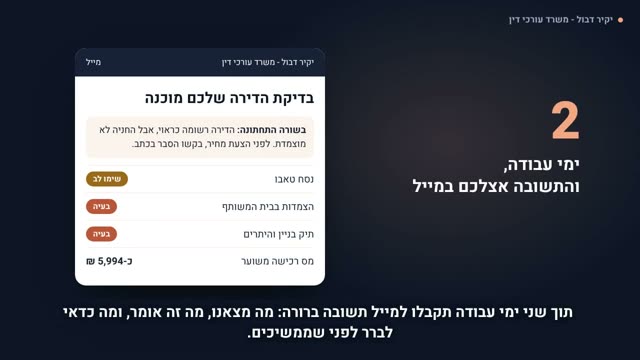 יקיר דבול - משרד עורכי דין
יקיר דבול - משרד עורכי דין
מייל
בדיקת הדירה שלכם מוכנה
בשורה התחתונה: הדירה רשומה כראוי, אבל החניה לא
מוצמדת. לפני הצעת מחיר, בקשו הסבר בכתב.
נסח טאבו
שימו לב
הצמדות בבית המשותף
בעיה
תיק בניין והיתרים
בעיה
מס רכישה משוער
כ-5,994 ₪
2
ימי עבודה,
והתשובה אצלכם במייל
תוך שני ימי עבודה תקבלו למייל תשובה ברורה: מה מצאנו, מה זה אומר, ומה כדאי
לברר לפני שממשיכים.